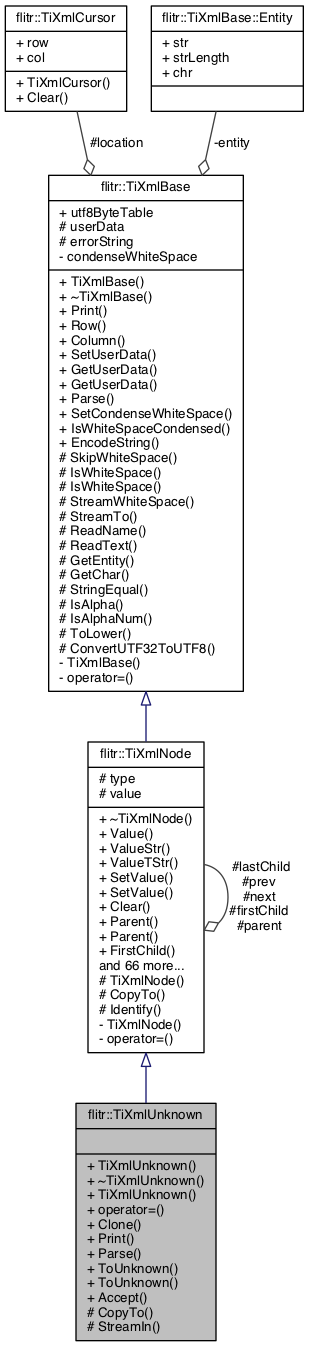 flitr::TiXmlCursor
+ row
+ col
+ TiXmlCursor()
+ Clear()
flitr::TiXmlBase::Entity
+ str
+ strLength
+ chr
#location
-entity
flitr::TiXmlBase
+ utf8ByteTable
# userData
# errorString
- condenseWhiteSpace
+ TiXmlBase()
+ ~TiXmlBase()
+ Print()
+ Row()
+ Column()
+ SetUserData()
+ GetUserData()
+ GetUserData()
+ Parse()
+ SetCondenseWhiteSpace()
+ IsWhiteSpaceCondensed()
+ EncodeString()
# SkipWhiteSpace()
# IsWhiteSpace()
# IsWhiteSpace()
# StreamWhiteSpace()
# StreamTo()
# ReadName()
# ReadText()
# GetEntity()
# GetChar()
# StringEqual()
# IsAlpha()
# IsAlphaNum()
# ToLower()
# ConvertUTF32ToUTF8()
- TiXmlBase()
- operator=()
flitr::TiXmlNode
# type
# value
+ ~TiXmlNode()
+ Value()
+ ValueStr()
+ ValueTStr()
+ SetValue()
+ SetValue()
+ Clear()
+ Parent()
+ Parent()
+ FirstChild()
and 66 more...
# TiXmlNode()
# CopyTo()
# Identify()
- TiXmlNode()
- operator=()
#lastChild
#prev
#next
#firstChild
#parent
flitr::TiXmlUnknown
+ TiXmlUnknown()
+ ~TiXmlUnknown()
+ TiXmlUnknown()
+ operator=()
+ Clone()
+ Print()
+ Parse()
+ ToUnknown()
+ ToUnknown()
+ Accept()
# CopyTo()
# StreamIn()